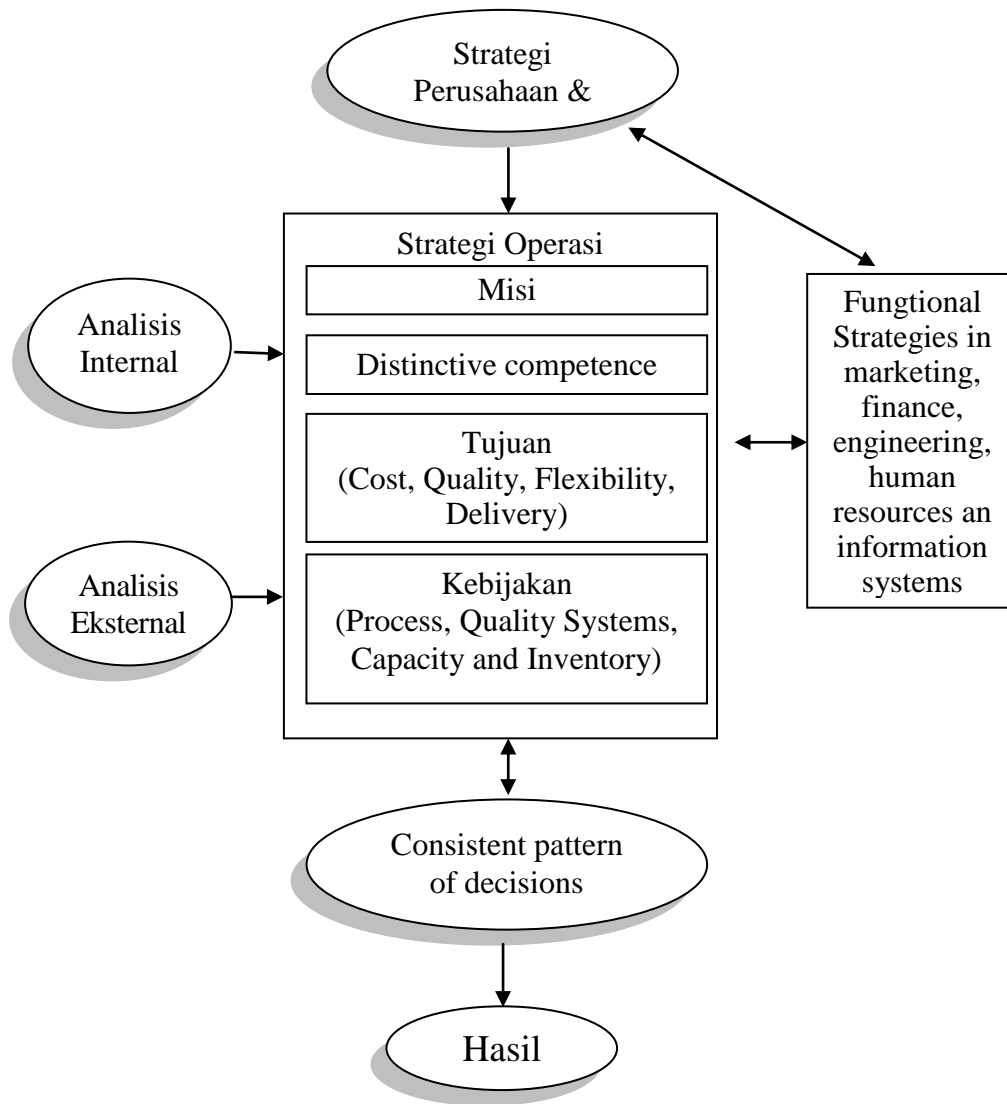 Strategi
Perusahaan &
Strategi Operasi
Misi
Distinctive competence
Tujuan
(Cost, Quality, Flexibility,
Delivery)
Kebijakan
(Process, Quality Systems,
Capacity and Inventory)
Analisis
Internal
Analisis
Eksternal
Fungtional
Strategies in
marketing,
finance,
engineering,
human
resources an
information
systems
Consistent pattern
of decisions
Hasil